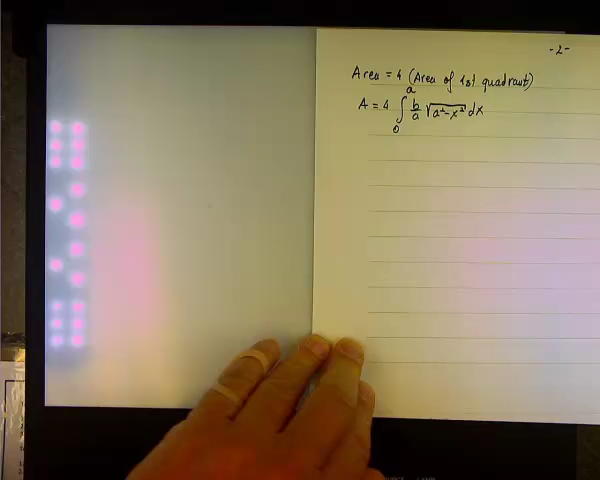 -2-
Area = 4 (Area of 1st quadrant)
A = 4 ∫₀ᵃ b/a √(a²-x²) dx